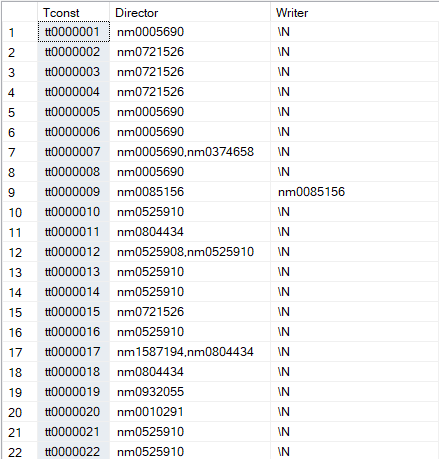 Tconst Director Writer
1 tt0000001 nm0005690 \N
2 tt0000002 nm0721526 \N
3 tt0000003 nm0721526 \N
4 tt0000004 nm0721526 \N
5 tt0000005 nm0005690 \N
6 tt0000006 nm0005690 \N
7 tt0000007 nm0005690,nm0374658 \N
8 tt0000008 nm0005690 \N
9 tt0000009 nm0085156 nm0085156
10 tt0000010 nm0525910 \N
11 tt0000011 nm0804434 \N
12 tt0000012 nm0525908,nm0525910 \N
13 tt0000013 nm0525910 \N
14 tt0000014 nm0525910 \N
15 tt0000015 nm0721526 \N
16 tt0000016 nm0525910 \N
17 tt0000017 nm1587194,nm0804434 \N
18 tt0000018 nm0804434 \N
19 tt0000019 nm0932055 \N
20 tt0000020 nm0010291 \N
21 tt0000021 nm0525910 \N
22 tt0000022 nm0525910 \N